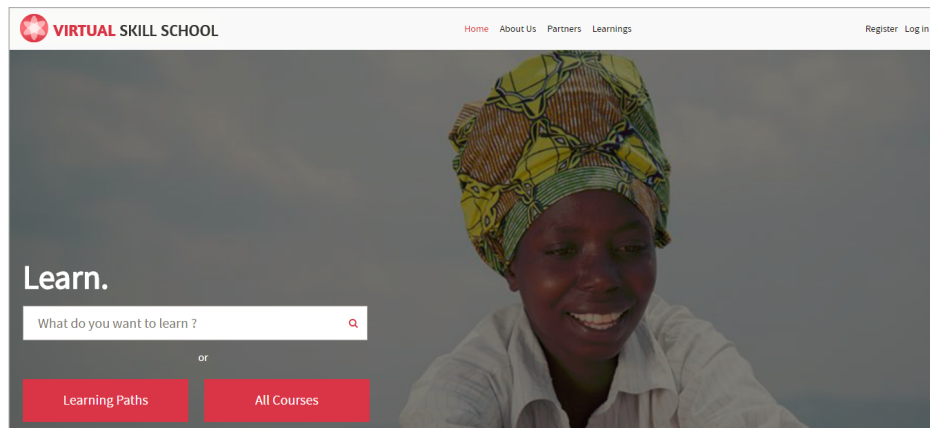 VIRTUAL SKILL SCHOOL
Home About Us Partners Learnings
Register Log in
Learn.
What do you want to learn ?
or
Learning Paths
All Courses